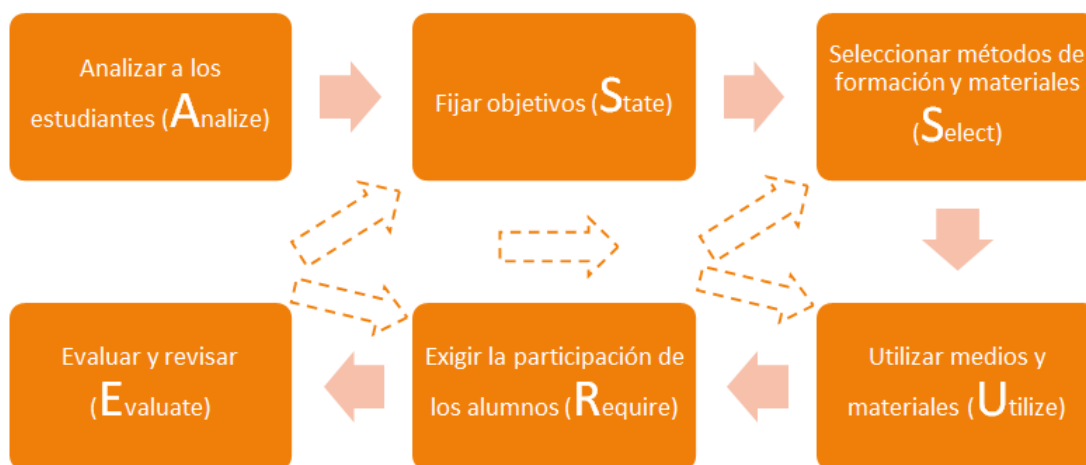 Analizar a los
estudiantes (Analize)
Fijar objetivos (State)
Seleccionar métodos de
formación y materiales
(Select)
Evaluar y revisar
(Evaluate)
Exigir la participación de
los alumnos (Require)
Utilizar medios y
materiales (Utilize)